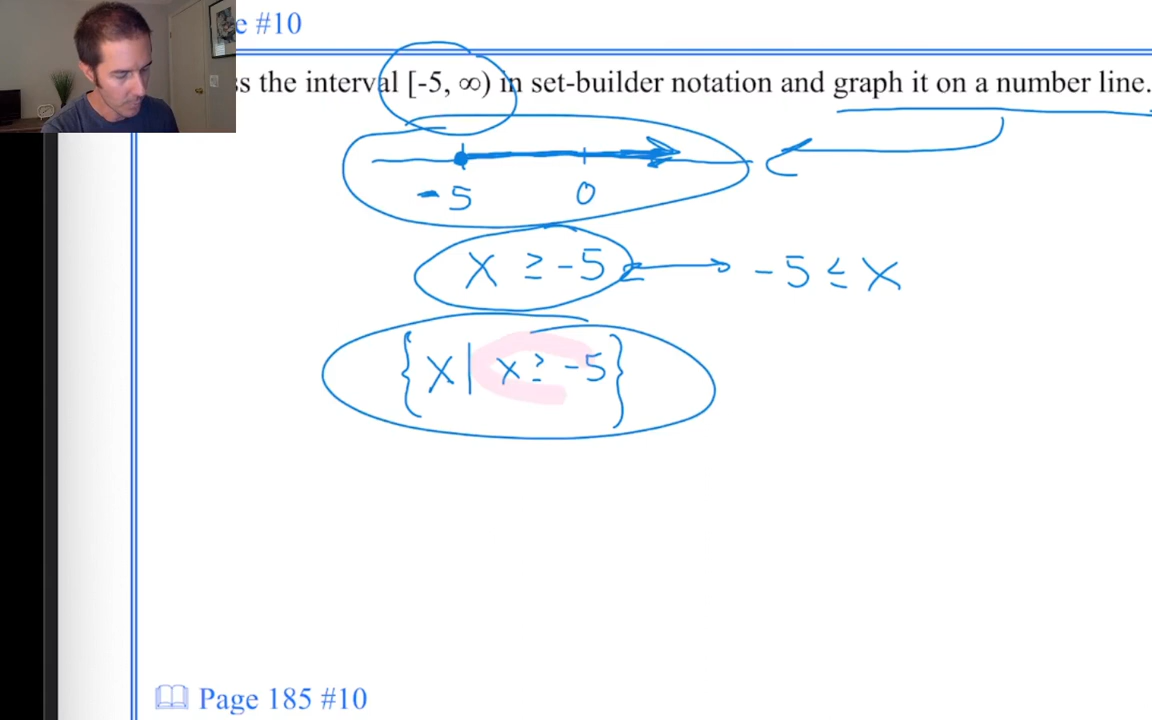 e #10
s the interval [-5, ∞) in set-builder notation and graph it on a number line.
-5 0
x ≥ -5 -5 ≤ x
{x| x ≥ -5}
Page 185 #10